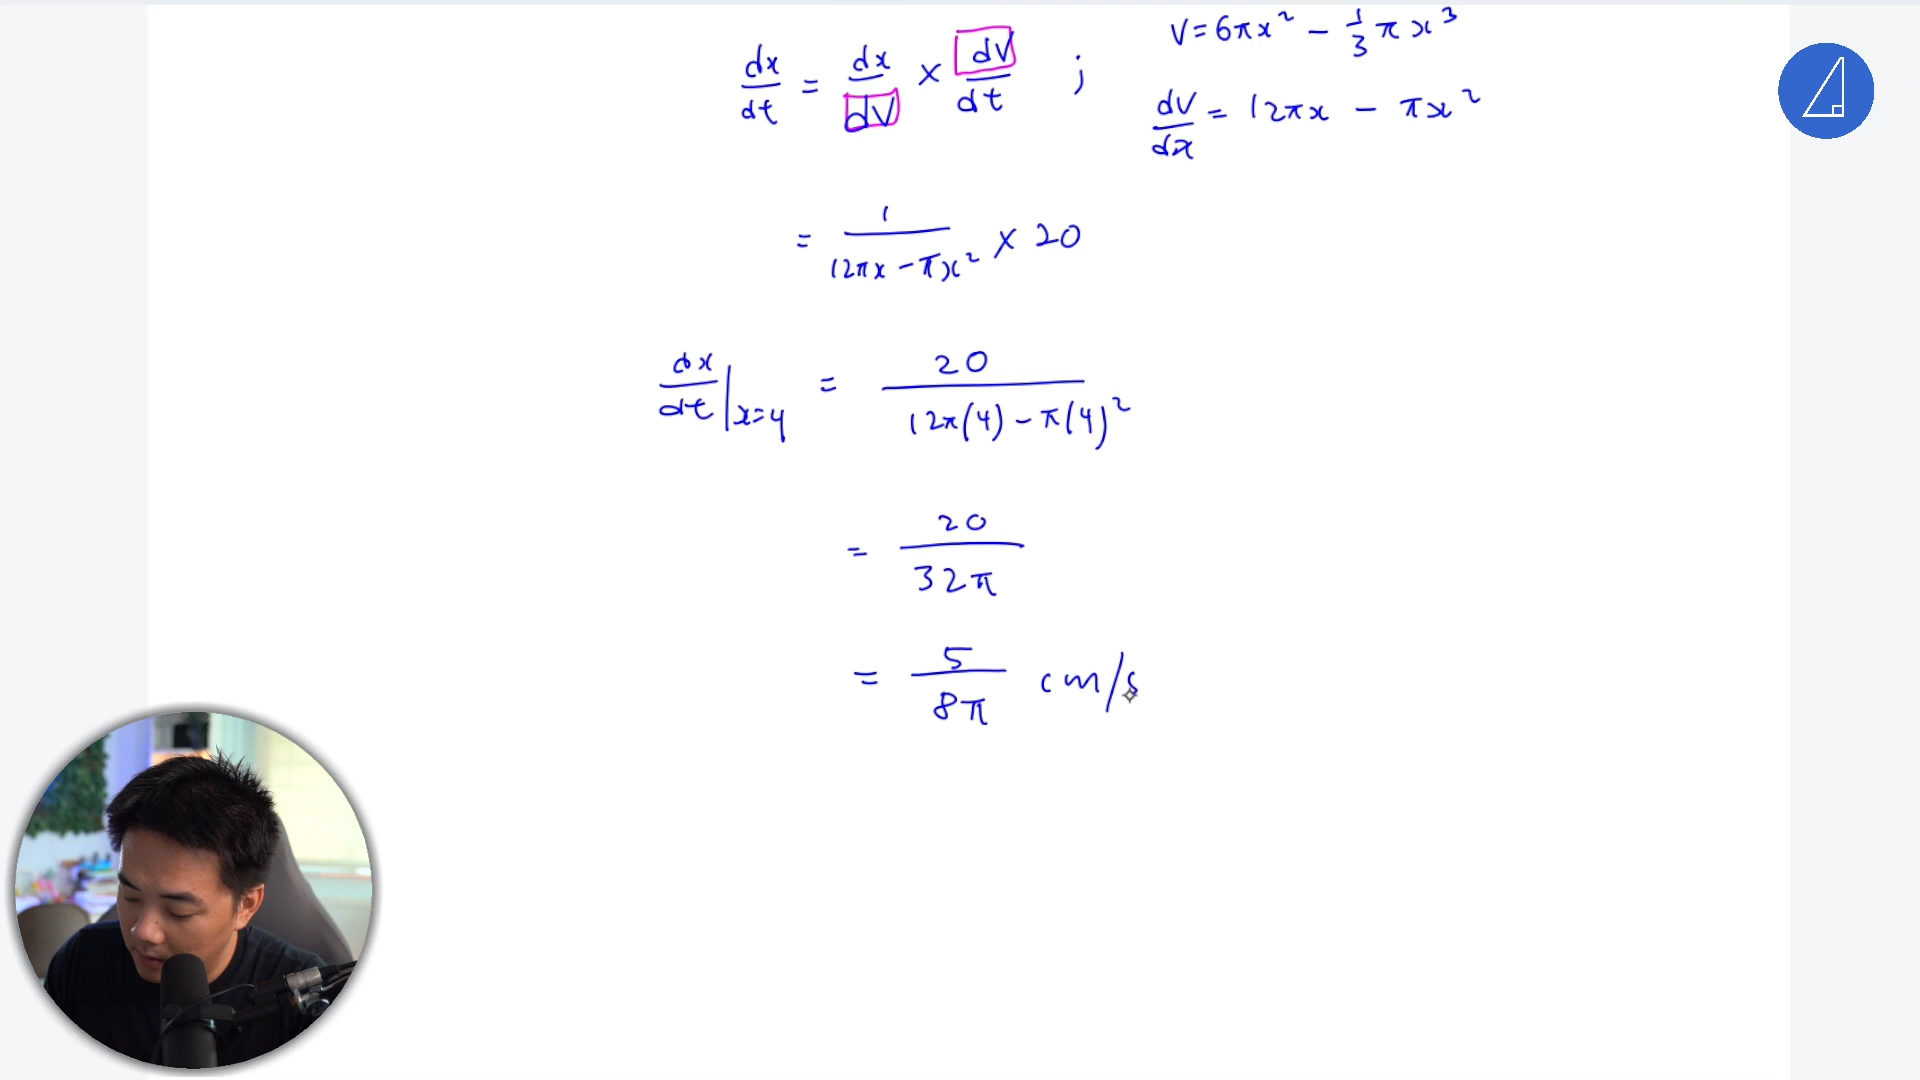 V = 6πx² − 1/3 πx³
dx/dt = dx/dV × dV/dt ;
dV/dx = 12πx − πx²
= 1/(12πx − πx²) × 20
dx/dt |x=4 = 20/(12π(4) − π(4)²)
= 20/32π
= 5/8π cm/s